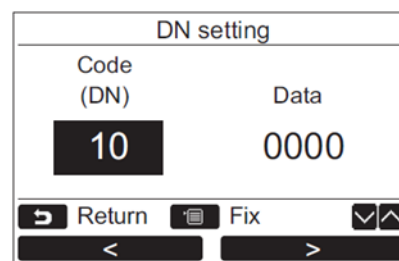 DN setting
Code
(DN) Data
10 0000
Return Fix
< >